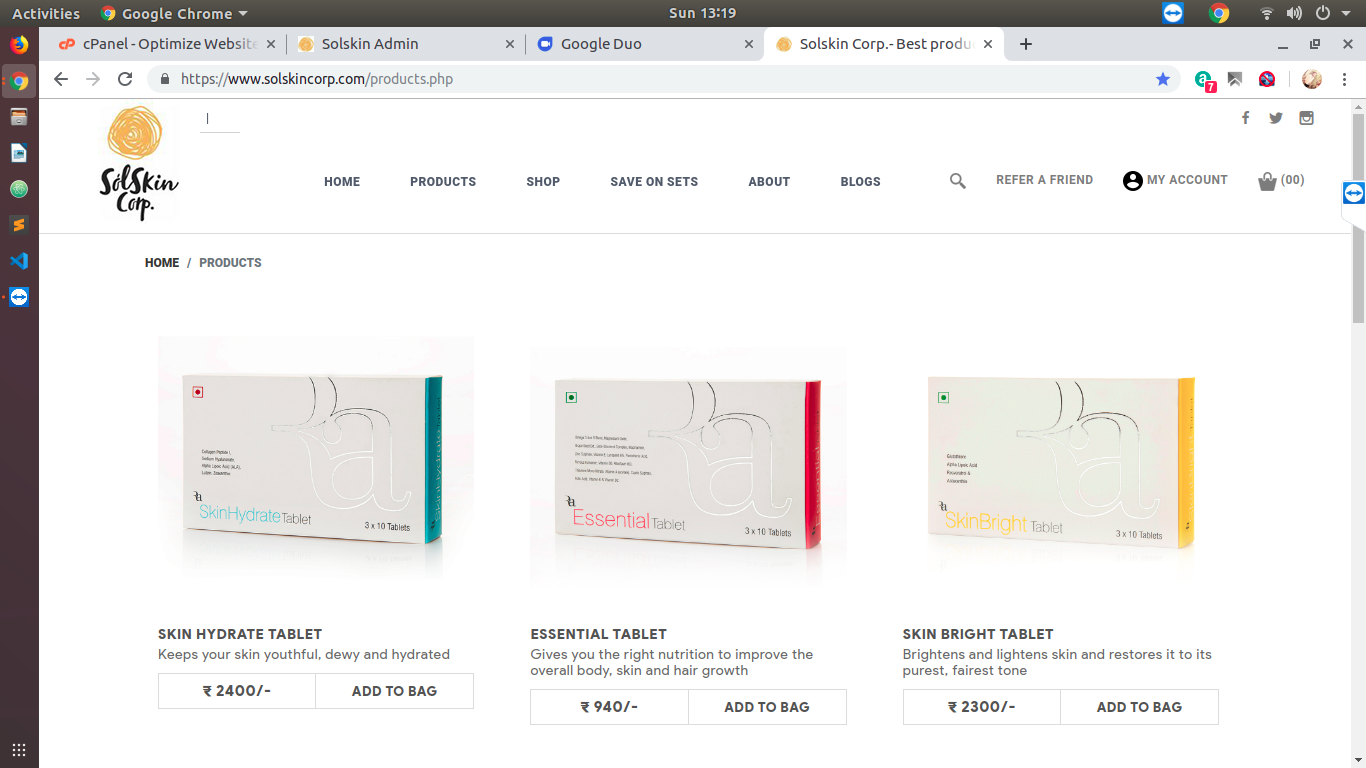 Activities
Google Chrome
Sun 13:19
cPanel - Optimize Website
Solskin Admin
Google Duo
Solskin Corp.- Best produ
https://www.solskincorp.com/products.php
7
SólSkin
Corp.
HOME
PRODUCTS
SHOP
SAVE ON SETS
ABOUT
BLOGS
REFER A FRIEND
MY ACCOUNT
(00)
HOME / PRODUCTS
Collagen Peptide I,
Sodium Hyaluronate,
Alpha Lipoic Acid (ALA),
SkinHydrate Tablet
3 x 10 Tablets
Essential Tablet
3 x 10 Tablets
Glutathione
Alpha Lipoic Acid
Resveratrol &
Astaxanthin
SkinBright Tablet
3 x 10 Tablets
SKIN HYDRATE TABLET
Keeps your skin youthful, dewy and hydrated
₹ 2400/-
ADD TO BAG
ESSENTIAL TABLET
Gives you the right nutrition to improve the
overall body, skin and hair growth
₹ 940/-
ADD TO BAG
SKIN BRIGHT TABLET
Brightens and lightens skin and restores it to its
purest, fairest tone
₹ 2300/-
ADD TO BAG